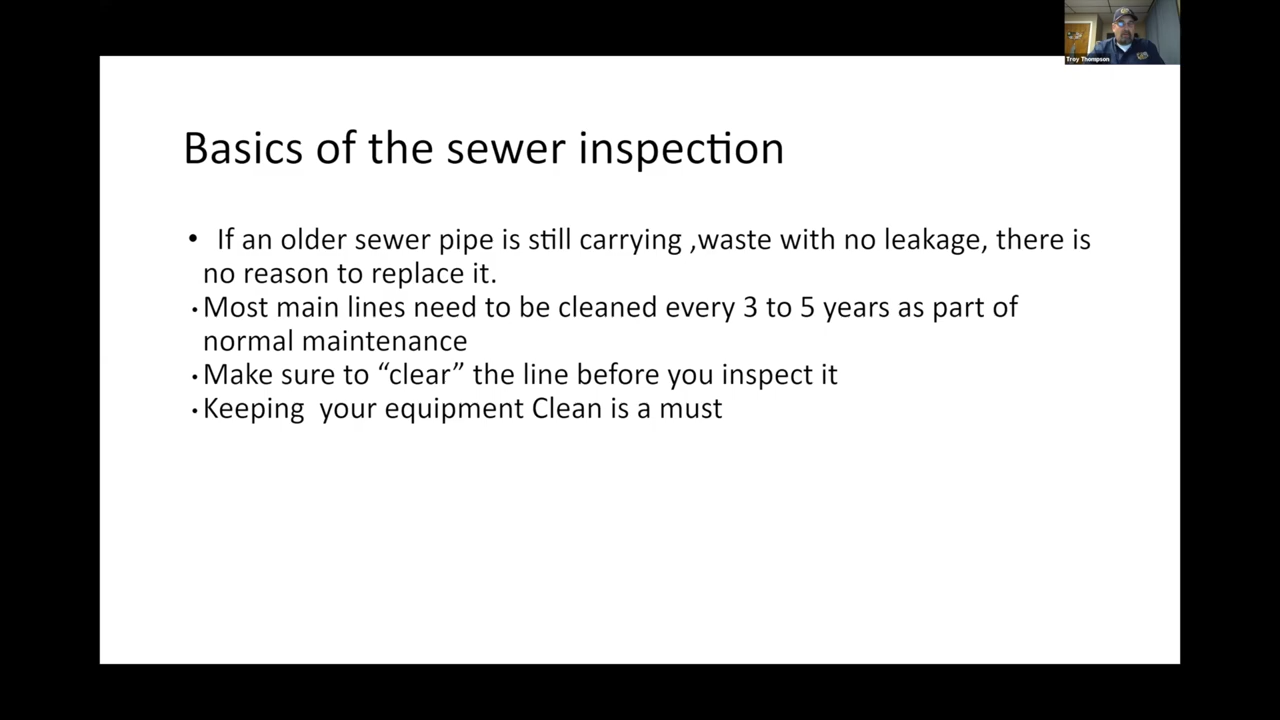 Troy Thompson
Basics of the sewer inspection
• If an older sewer pipe is still carrying ,waste with no leakage, there is
no reason to replace it.
•Most main lines need to be cleaned every 3 to 5 years as part of
normal maintenance
•Make sure to “clear” the line before you inspect it
•Keeping  your equipment Clean is a must